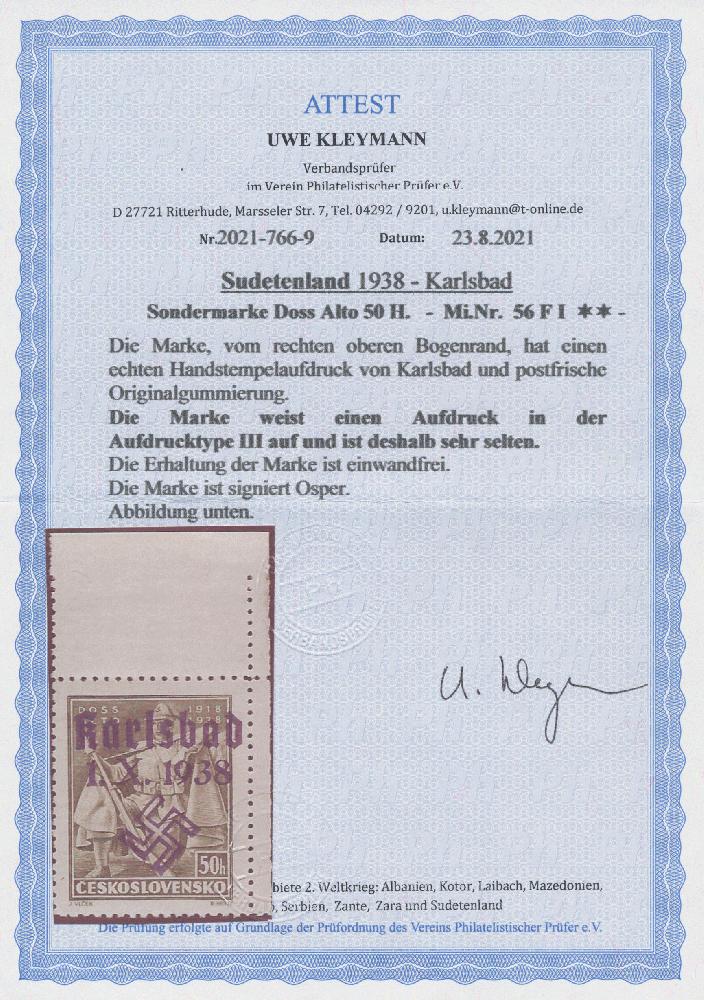 ATTEST
UWE KLEYMANN
Verbandsprüfer
im Verein Philatelistischer Prüfer e.V.
D 27721 Ritterhude, Marsseler Str. 7, Tel. 04292 / 9201, u.kleymann@t-online.de
Nr.2021-766-9 Datum: 23.8.2021
Sudetenland 1938 - Karlsbad
Sondermarke Doss Alto 50 H. - Mi.Nr. 56 F I ** -
Die Marke, vom rechten oberen Bogenrand, hat einen
echten Handstempelaufdruck von Karlsbad und postfrische
Originalgummierung.
Die Marke weist einen Aufdruck in der
Aufdrucktype III auf und ist deshalb sehr selten.
Die Erhaltung der Marke ist einwandfrei.
Die Marke ist signiert Osper.
Abbildung unten.
U. Kleym
DOSS 1918
1938
Karlsbad
1. X. 1938
50h
ČESKOSLOVENSKO
biete 2. Weltkrieg: Albanien, Kotor, Laibach, Mazedonien,
, Serbien, Zante, Zara und Sudetenland
Die Prüfung erfolgte auf Grundlage der Prüfordnung des Vereins Philatelistischer Prüfer e.V.